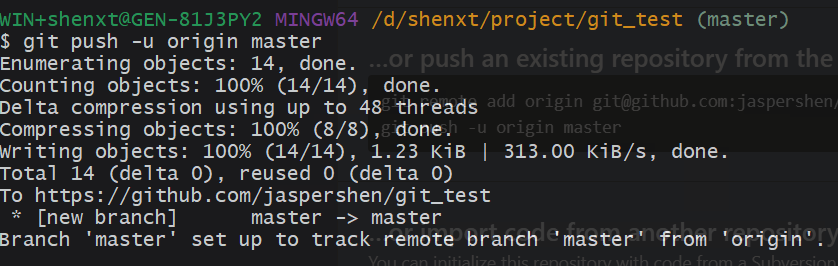 WIN+shenxt@GEN-81J3PY2 MINGW64 /d/shenxt/project/git_test (master)
$ git push -u origin master
Enumerating objects: 14, done.
Counting objects: 100% (14/14), done.
Delta compression using up to 48 threads
Compressing objects: 100% (8/8), done.
Writing objects: 100% (14/14), 1.23 KiB | 313.00 KiB/s, done.
Total 14 (delta 0), reused 0 (delta 0)
To https://github.com/jaspershen/git_test
 * [new branch]      master -> master
Branch 'master' set up to track remote branch 'master' from 'origin'.
...or push an existing repository from the
git remote add origin git@github.com:jaspershen/
git push -u origin master
...or import code from another repository
You can initialize this repository with code from a Subversion